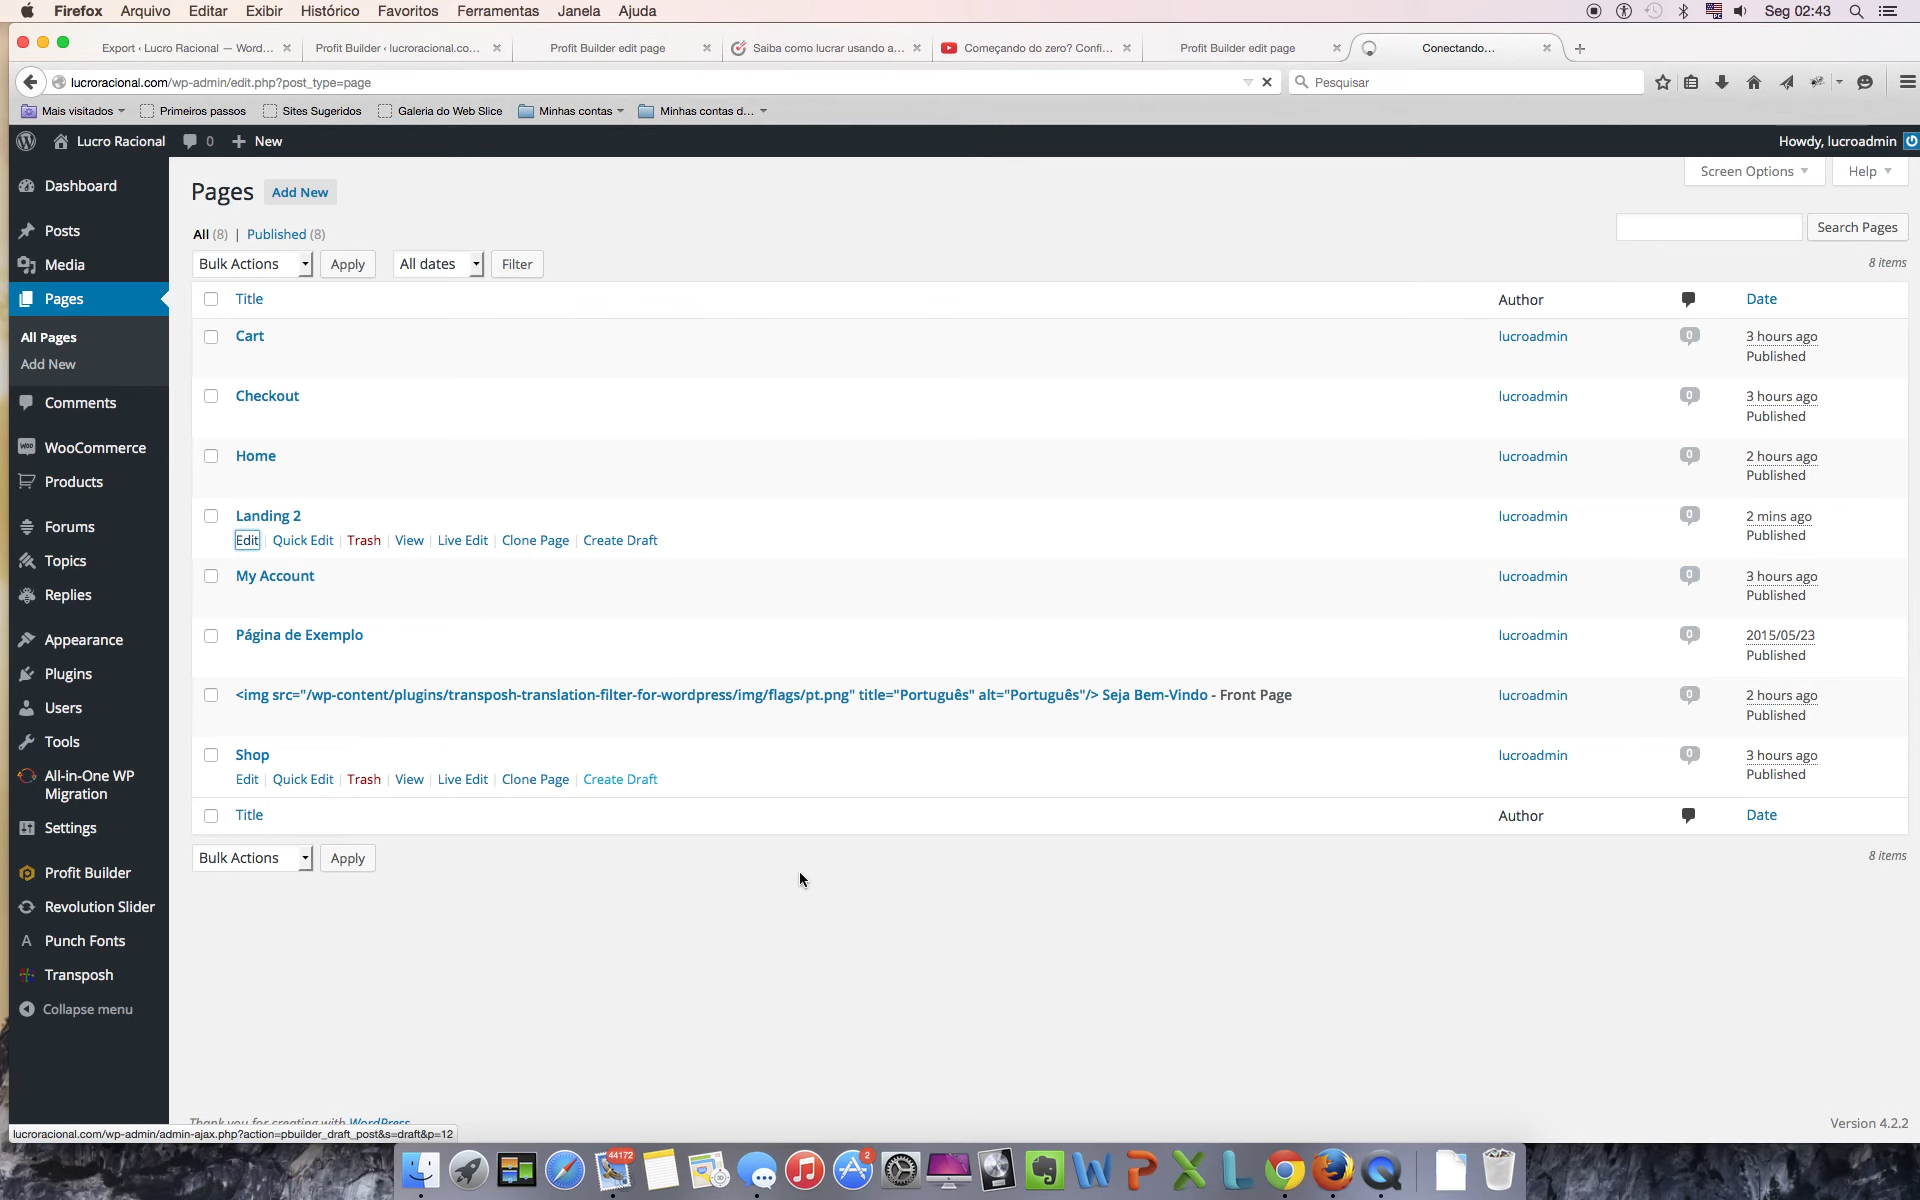 Firefox Arquivo Editar Exibir Histórico Favoritos Ferramentas Janela Ajuda Seg 02:43
Export ‹ Lucro Racional — Word... Profit Builder ‹ lucroracional.co... Profit Builder edit page Saiba como lucrar usando a... Começando do zero? Confi... Profit Builder edit page Conectando...
lucroracional.com/wp-admin/edit.php?post_type=page Pesquisar
Mais visitados Primeiros passos Sites Sugeridos Galeria do Web Slice Minhas contas Minhas contas d...
Lucro Racional 0 New Howdy, lucroadmin
Screen Options Help
Dashboard
Posts
Media
Pages
All Pages
Add New
Comments
WooCommerce
Products
Forums
Topics
Replies
Appearance
Plugins
Users
Tools
All-in-One WP
Migration
Settings
Profit Builder
Revolution Slider
Punch Fonts
Transposh
Collapse menu
Pages Add New
All (8) | Published (8)
Search Pages
Bulk Actions Apply All dates Filter
8 items
Title Author Date
Cart lucroadmin 0 3 hours ago
Published
Checkout lucroadmin 0 3 hours ago
Published
Home lucroadmin 0 2 hours ago
Published
Landing 2 lucroadmin 0 2 mins ago
Published
Edit | Quick Edit | Trash | View | Live Edit | Clone Page | Create Draft
My Account lucroadmin 0 3 hours ago
Published
Página de Exemplo lucroadmin 0 2015/05/23
Published
<img src="/wp-content/plugins/transposh-translation-filter-for-wordpress/img/flags/pt.png" title="Português" alt="Português"/> Seja Bem-Vindo - Front Page lucroadmin 0 2 hours ago
Published
Shop lucroadmin 0 3 hours ago
Published
Edit | Quick Edit | Trash | View | Live Edit | Clone Page | Create Draft
Title Author Date
Bulk Actions Apply
8 items
Thank you for creating with WordPress
Version 4.2.2
lucroracional.com/wp-admin/admin-ajax.php?action=pbuilder_draft_post&s=draft&p=12
44172
2